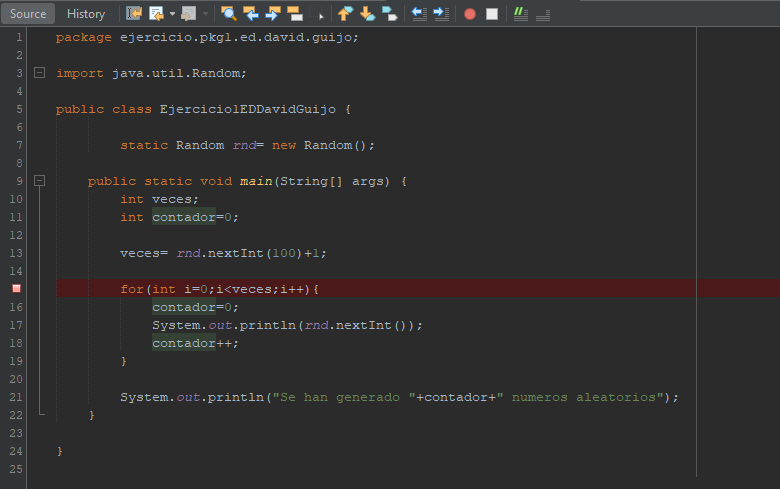 Source History
1 package ejercicio.pkg1.ed.david.guijo;
2
3 import java.util.Random;
4
5 public class Ejercicio1EDDavidGuijo {
6
7 static Random rnd= new Random();
8
9 public static void main(String[] args) {
10 int veces;
11 int contador=0;
12
13 veces= rnd.nextInt(100)+1;
14
for(int i=0;i<veces;i++){
16 contador=0;
17 System.out.println(rnd.nextInt());
18 contador++;
19 }
20
21 System.out.println("Se han generado "+contador+" numeros aleatorios");
22 }
23
24 }
25